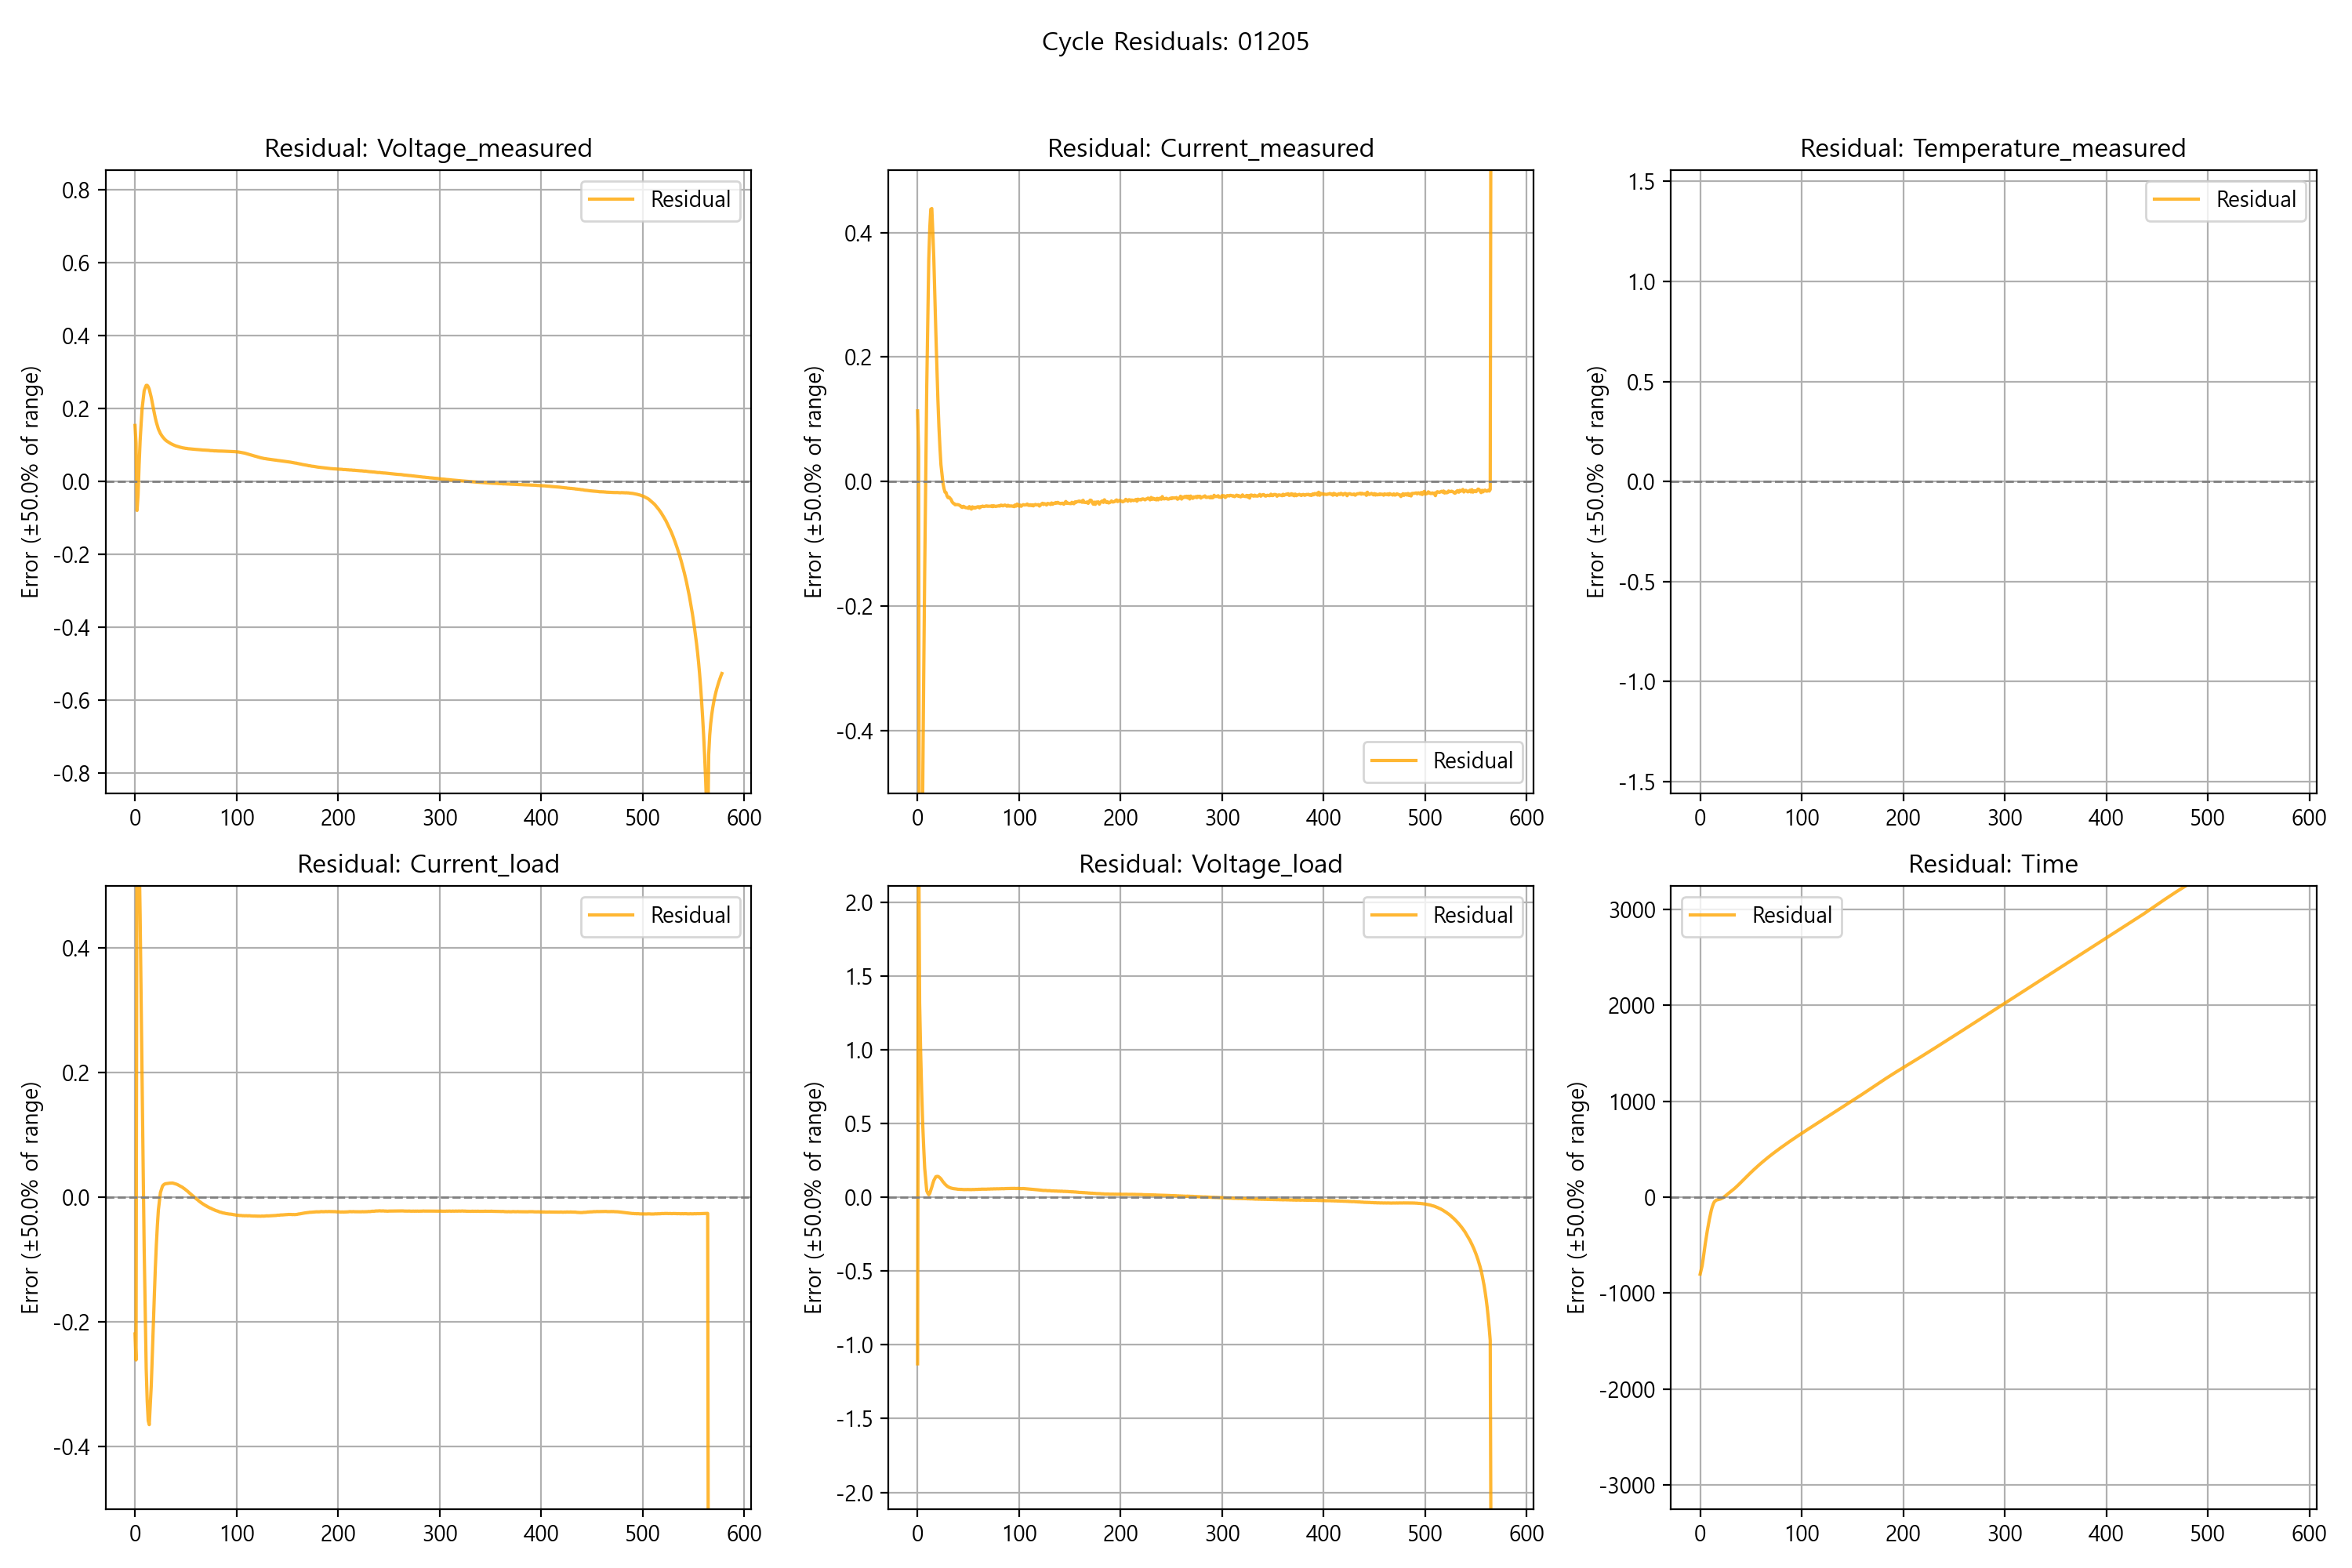 Cycle Residuals: 01205
Residual: Voltage_measured
Error (±50.0% of range)
0.8
0.6
0.4
0.2
0.0
-0.2
-0.4
-0.6
-0.8
0 100 200 300 400 500 600
Residual
Residual: Current_measured
Error (±50.0% of range)
0.4
0.2
0.0
-0.2
-0.4
0 100 200 300 400 500 600
Residual
Residual: Temperature_measured
Error (±50.0% of range)
1.5
1.0
0.5
0.0
-0.5
-1.0
-1.5
0 100 200 300 400 500 600
Residual
Residual: Current_load
Error (±50.0% of range)
0.4
0.2
0.0
-0.2
-0.4
0 100 200 300 400 500 600
Residual
Residual: Voltage_load
Error (±50.0% of range)
2.0
1.5
1.0
0.5
0.0
-0.5
-1.0
-1.5
-2.0
0 100 200 300 400 500 600
Residual
Residual: Time
Error (±50.0% of range)
3000
2000
1000
0
-1000
-2000
-3000
0 100 200 300 400 500 600
Residual